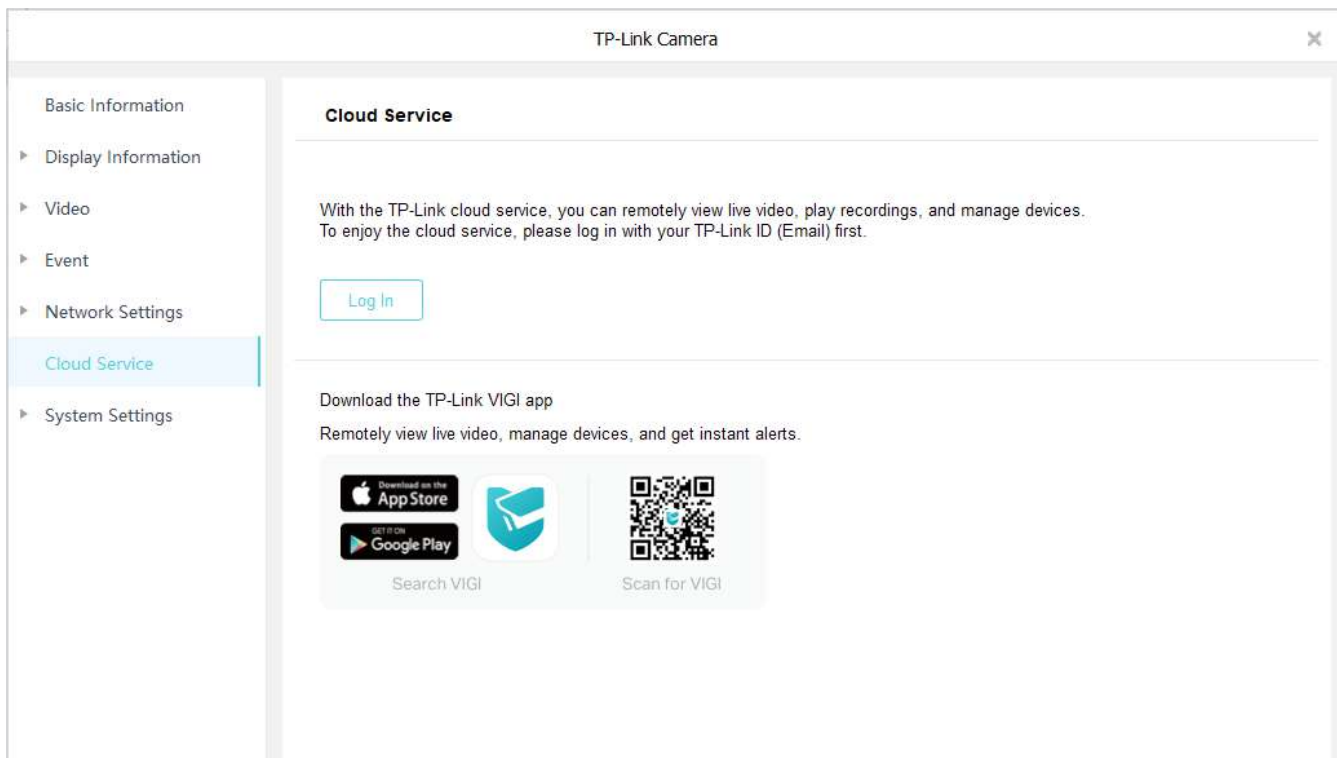 TP-Link Camera
Basic Information
Display Information
Video
Event
Network Settings
Cloud Service
System Settings
Cloud Service
With the TP-Link cloud service, you can remotely view live video, play recordings, and manage devices.
To enjoy the cloud service, please log in with your TP-Link ID (Email) first.
Log In
Download the TP-Link VIGI app
Remotely view live video, manage devices, and get instant alerts.
Download on the
App Store
GET IT ON
Google Play
Search VIGI
Scan for VIGI